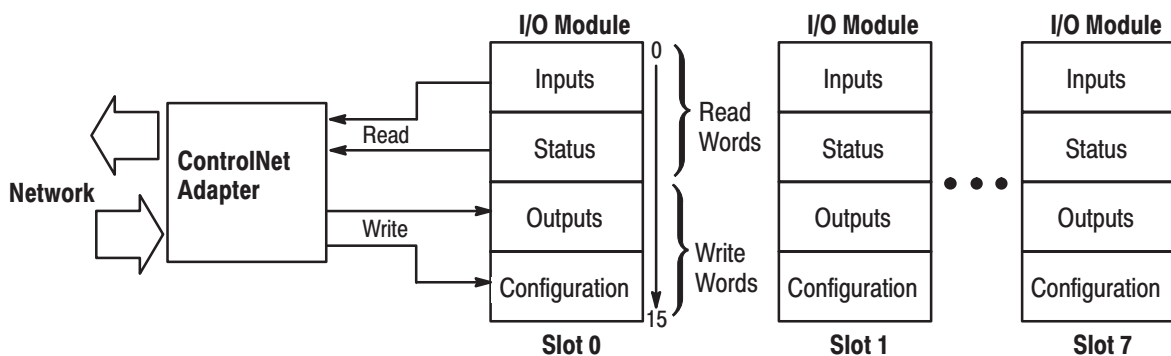 I/O Module
I/O Module
I/O Module
0
Inputs
Inputs
Inputs
Read
Words
Read
ControlNet
Adapter
Status
Status
Status
Network
Outputs
Outputs
Outputs
Write
Write
Words
Configuration
Configuration
Configuration
15
Slot 0
Slot 1
Slot 7